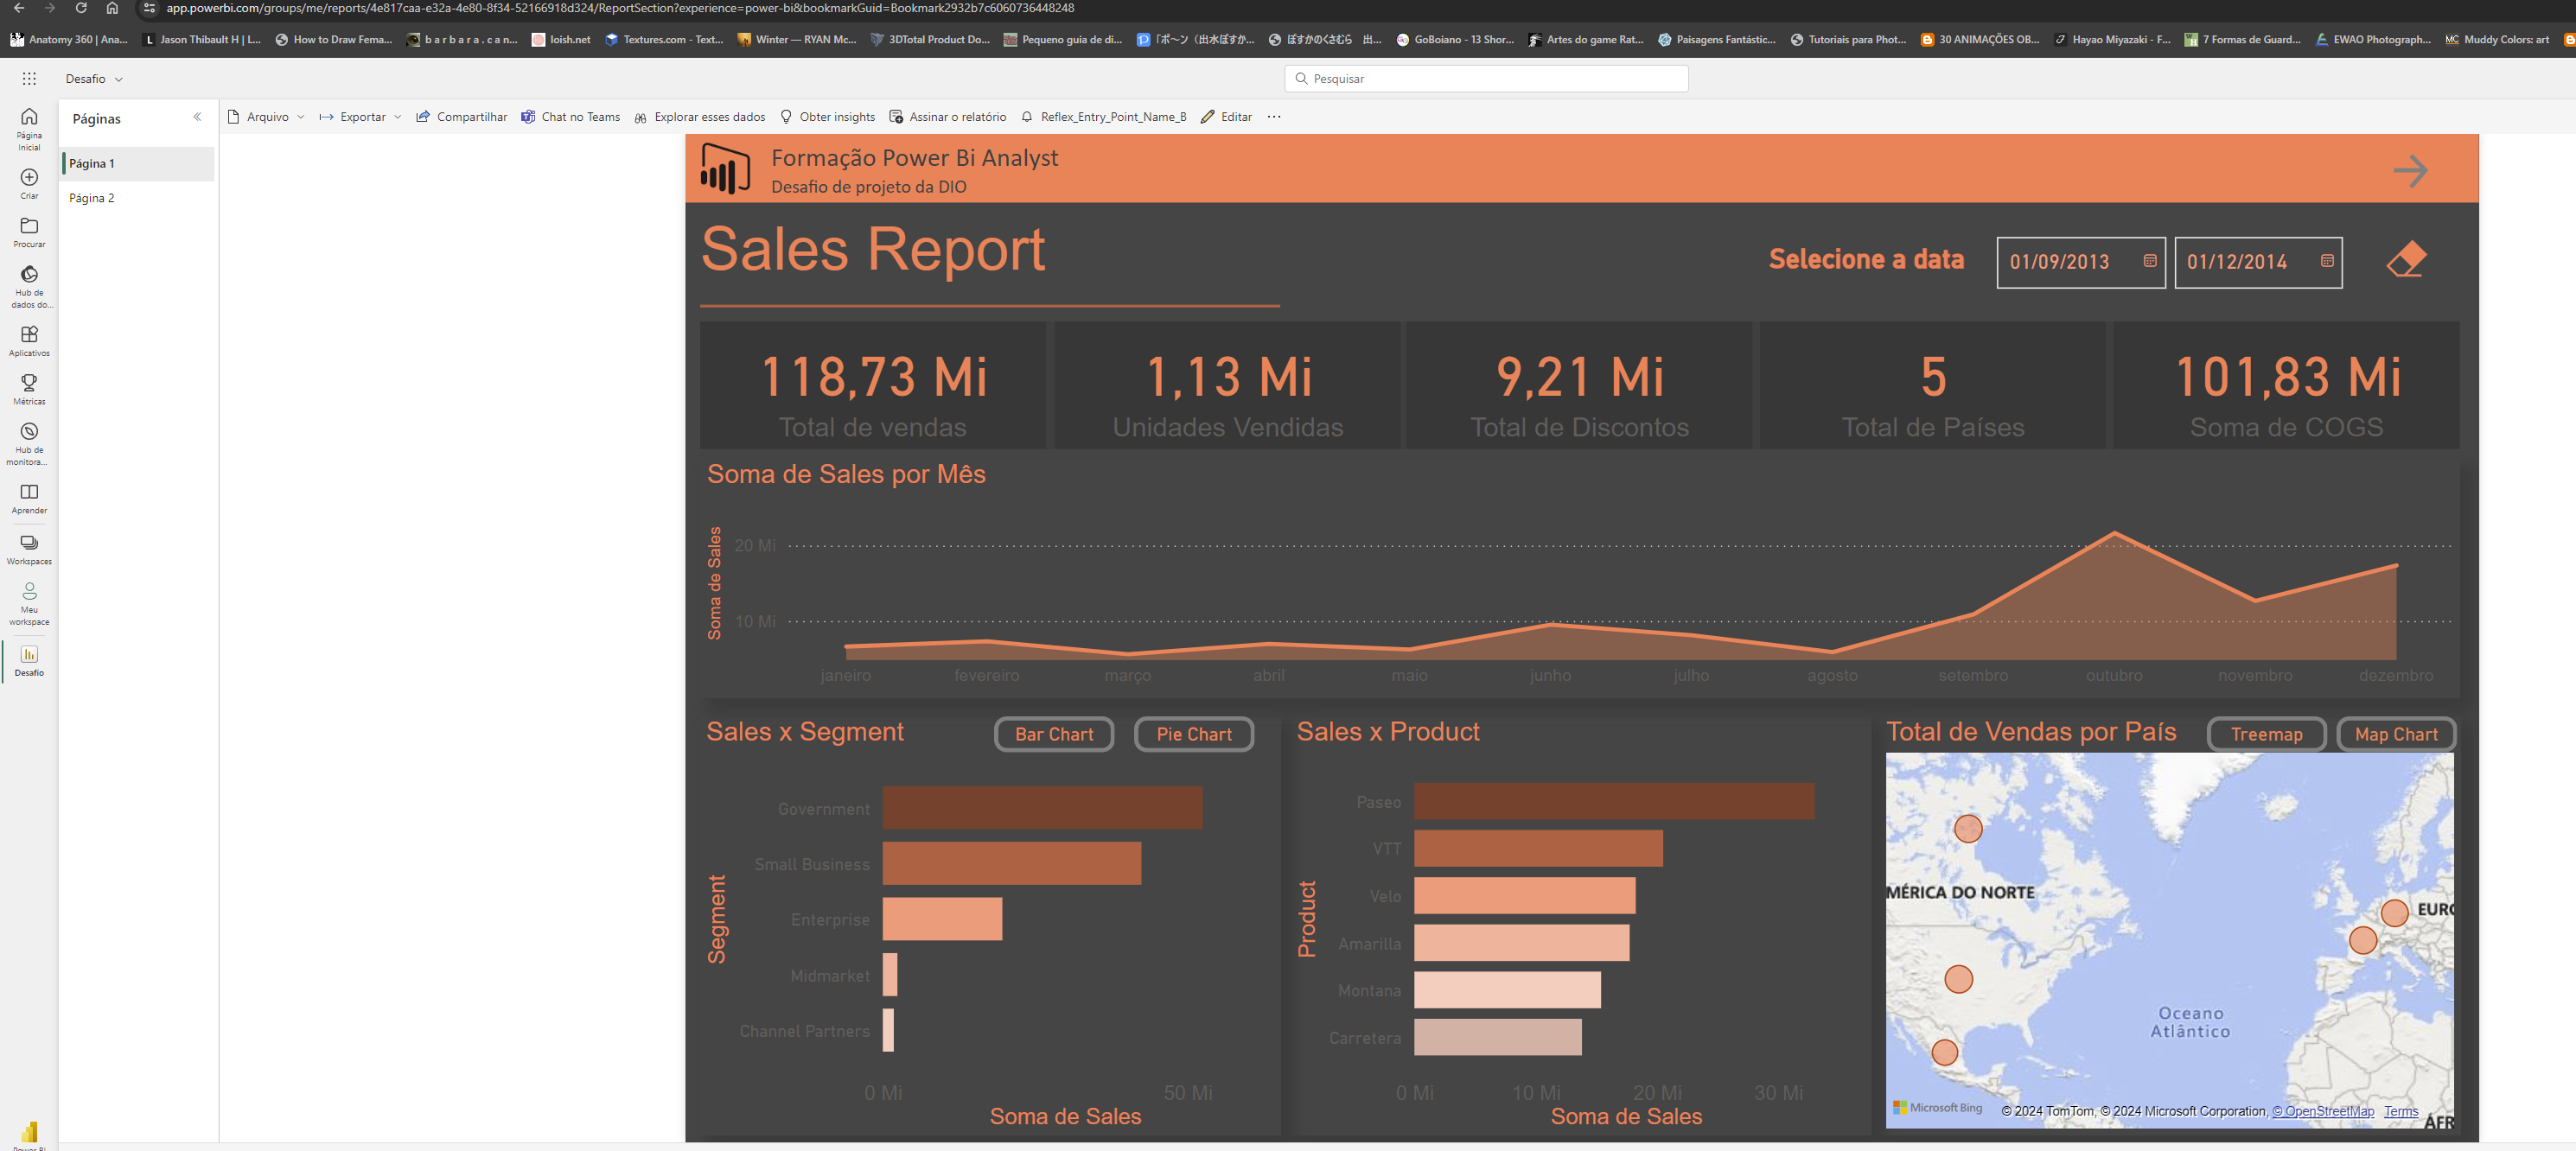 app.powerbi.com/groups/me/reports/4e817caa-e32a-4e80-8f34-52166918d324/ReportSection?experience=power-bi&bookmarkGuid=Bookmark2932b7c6060736448248
Anatomy 360 | Ana...
Jason Thibault H | L...
How to Draw Fema...
b a r b a r a . c a n...
loish.net
Textures.com - Text...
Winter — RYAN Mc...
3DTotal Product Do...
Pequeno guia de di...
「ポ～ン（出水ぽすか...
ぽすかのくさむら 出...
GoBoiano - 13 Shor...
Artes do game Rat...
Paisagens Fantástic...
Tutoriais para Phot...
30 ANIMAÇÕES OB...
Hayao Miyazaki - F...
7 Formas de Guard...
EWAO Photograph...
Muddy Colors: art
Desafio
Pesquisar
Página
Inicial
Criar
Procurar
Hub de
dados do...
Aplicativos
Métricas
Hub de
monitora...
Aprender
Workspaces
Meu
workspace
Desafio
Power BI
Páginas
Página 1
Página 2
Arquivo
Exportar
Compartilhar
Chat no Teams
Explorar esses dados
Obter insights
Assinar o relatório
Reflex_Entry_Point_Name_B
Editar
Formação Power Bi Analyst
Desafio de projeto da DIO
Sales Report
Selecione a data
01/09/2013
01/12/2014
118,73 Mi
Total de vendas
1,13 Mi
Unidades Vendidas
9,21 Mi
Total de Discontos
5
Total de Países
101,83 Mi
Soma de COGS
Soma de Sales por Mês
Soma de Sales
20 Mi
10 Mi
janeiro
fevereiro
março
abril
maio
junho
julho
agosto
setembro
outubro
novembro
dezembro
Sales x Segment
Bar Chart
Pie Chart
Segment
Government
Small Business
Enterprise
Midmarket
Channel Partners
0 Mi
50 Mi
Soma de Sales
Sales x Product
Product
Paseo
VTT
Velo
Amarilla
Montana
Carretera
0 Mi
10 Mi
20 Mi
30 Mi
Soma de Sales
Total de Vendas por País
Treemap
Map Chart
MÉRICA DO NORTE
EURO
Oceano
Atlântico
ÁFR
Microsoft Bing
© 2024 TomTom, © 2024 Microsoft Corporation, © OpenStreetMap Terms